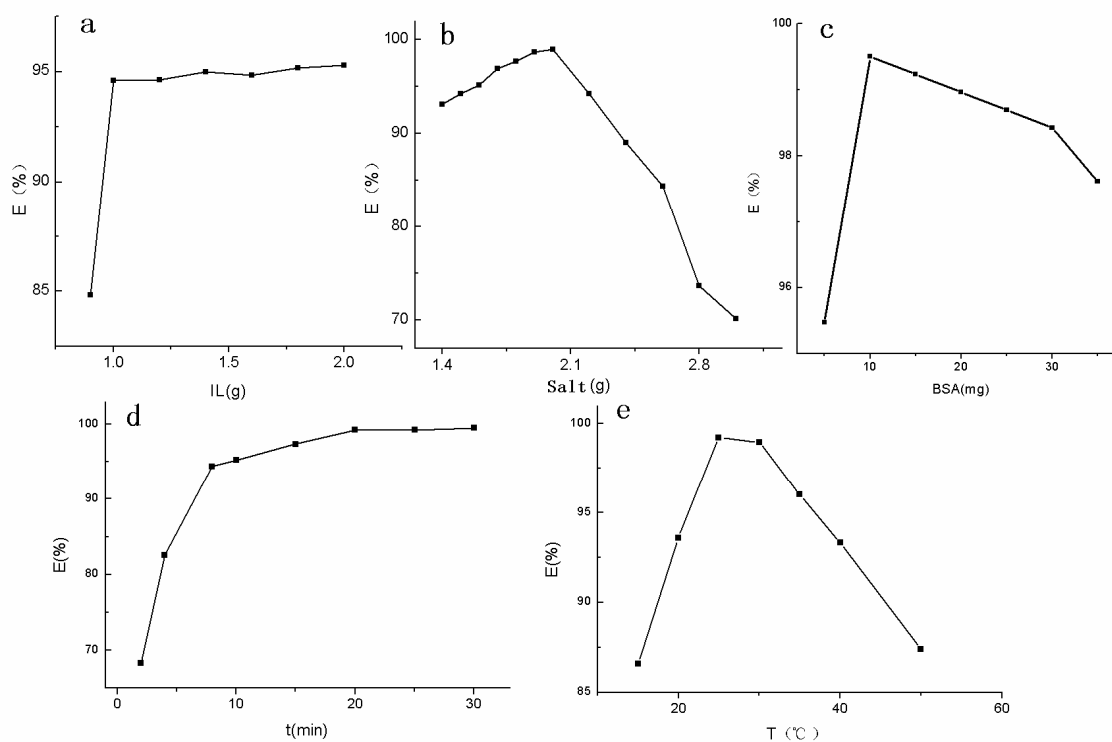 a
95
90
85
E (%)
1.0
1.5
2.0
IL(g)
b
100
90
80
70
E (%)
1.4
2.1
2.8
Salt(g)
c
100
98
96
E (%)
10
20
30
BSA(mg)
d
100
90
80
70
E(%)
0
10
20
30
t(min)
e
100
95
90
85
E(%)
20
40
60
T (℃)